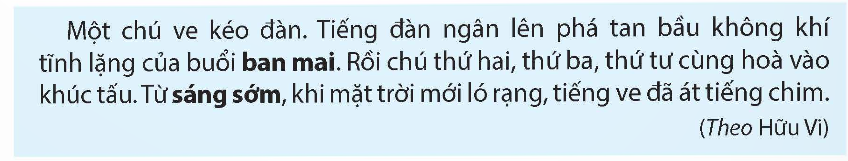 Một chú ve kéo đàn. Tiếng đàn ngân lên phá tan bầu không khí
tĩnh lặng của buổi ban mai. Rồi chú thứ hai, thứ ba, thứ tư cùng hoà vào
khúc tấu. Từ sáng sớm, khi mặt trời mới ló rạng, tiếng ve đã át tiếng chim.
(Theo Hữu Vi)